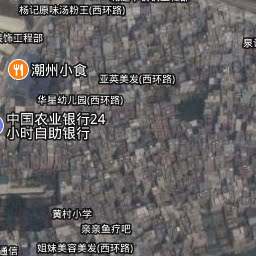 杨记原味汤粉王(西环路)
装饰工程部
潮州小食
亚英美发(西环路)
华星幼儿园(西环路)
中国农业银行24
小时自助银行
黄村小学
亲亲鱼疗吧
姐妹美容美发(西环路)